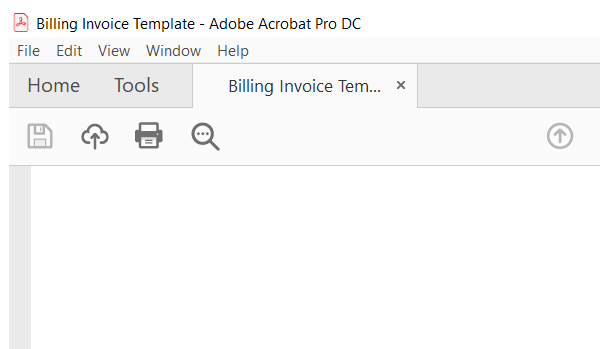 Billing Invoice Template - Adobe Acrobat Pro DC
File Edit View Window Help
Home Tools Billing Invoice Tem... ×